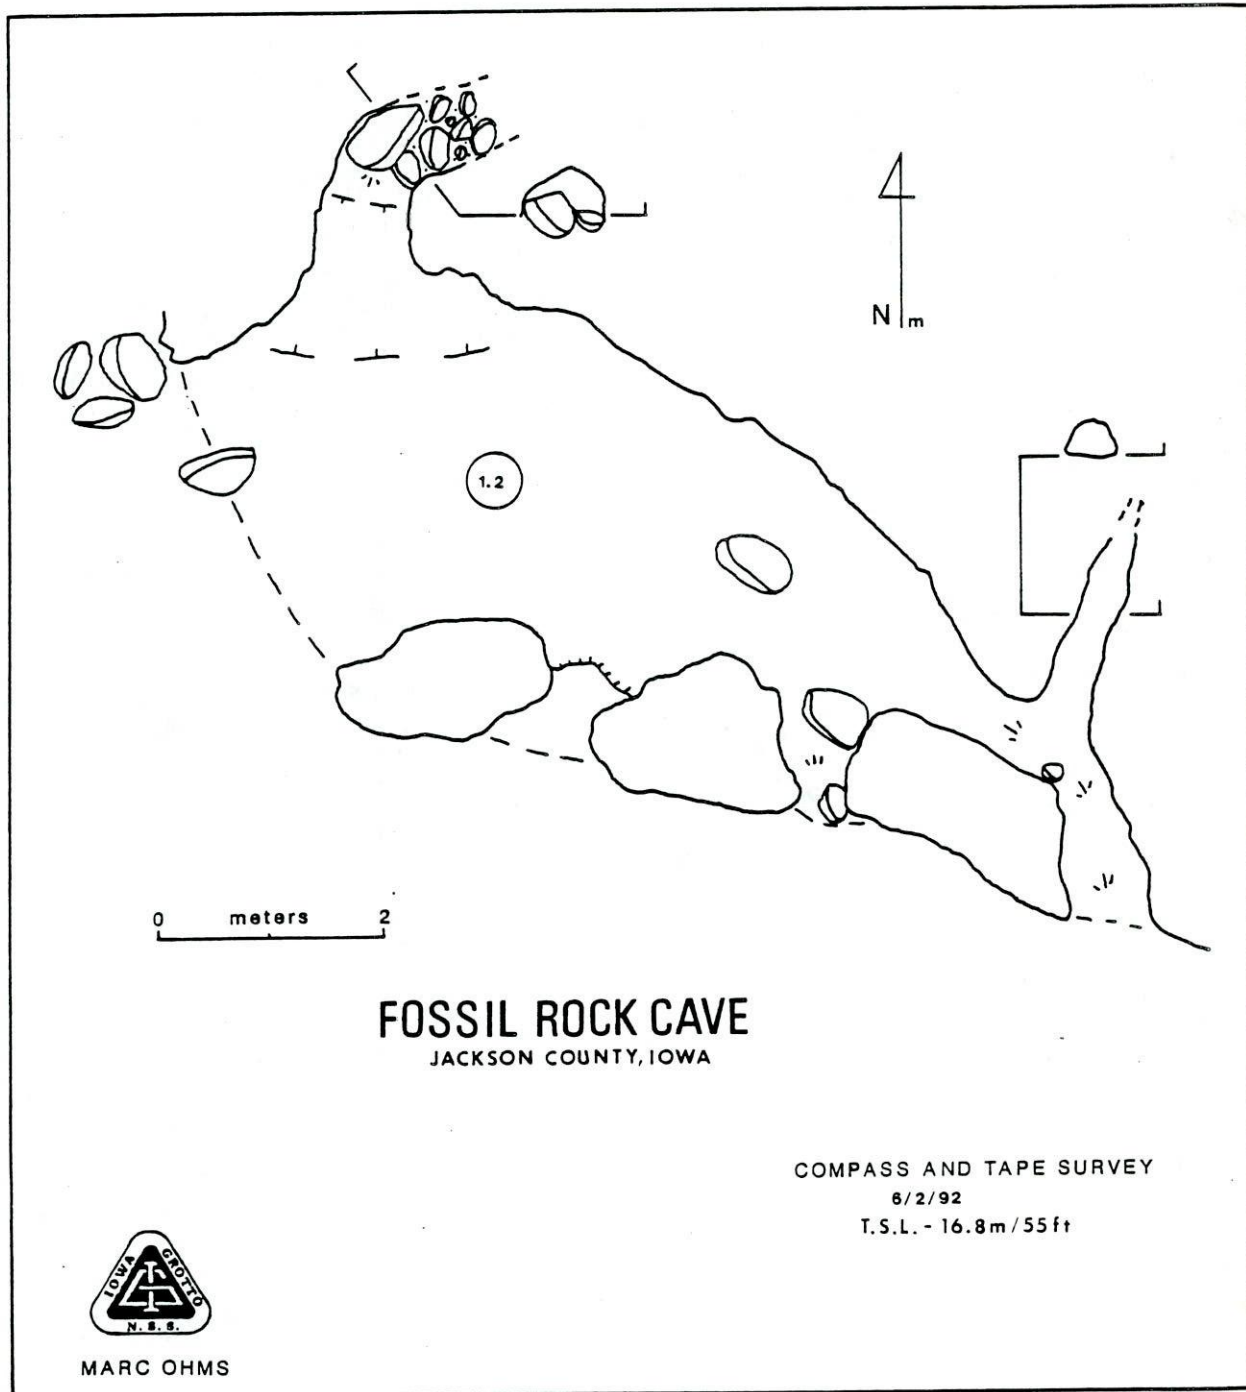 N m
1.2
0 meters 2
FOSSIL ROCK CAVE
JACKSON COUNTY, IOWA
COMPASS AND TAPE SURVEY
6/2/92
T.S.L. - 16.8m/55ft
IOWA GROTTO
N.S.S.
MARC OHMS